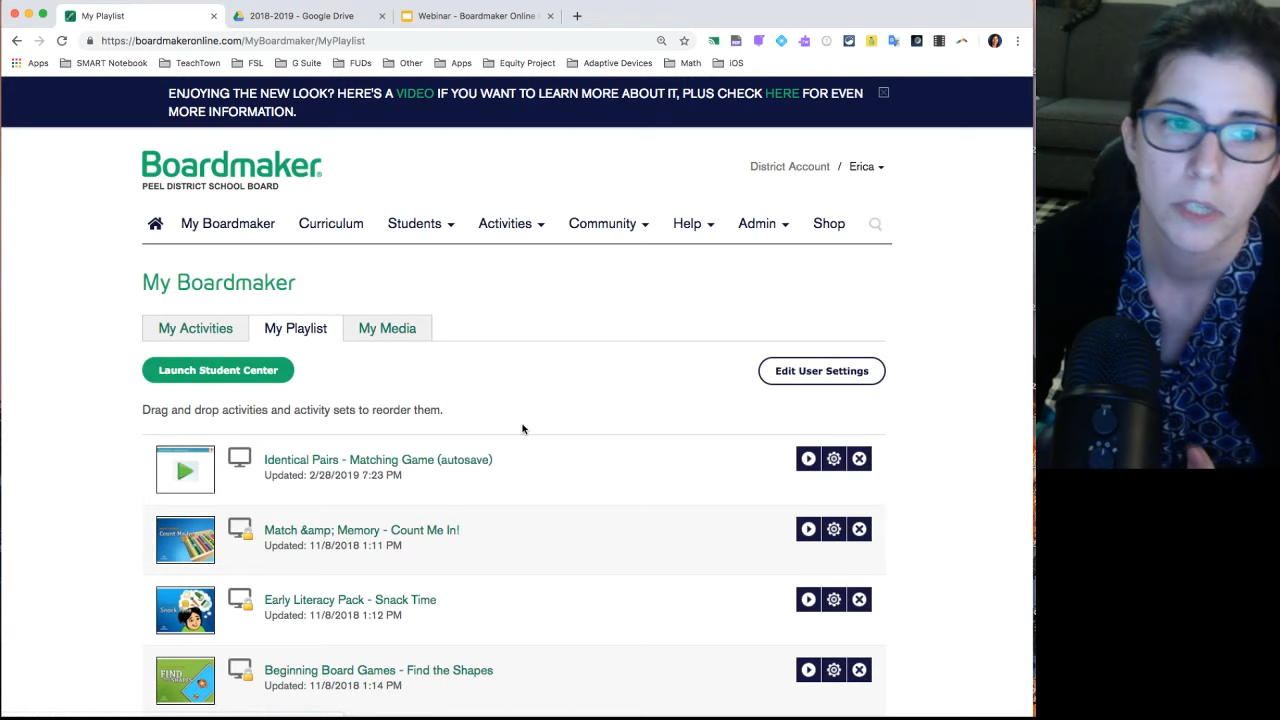 My Playlist
2018-2019 - Google Drive
Webinar - Boardmaker Online
https://boardmakeronline.com/MyBoardmaker/MyPlaylist
Apps SMART Notebook TeachTown FSL G Suite FUDs Other Apps Equity Project Adaptive Devices Math iOS
ENJOYING THE NEW LOOK? HERE'S A VIDEO IF YOU WANT TO LEARN MORE ABOUT IT, PLUS CHECK HERE FOR EVEN
MORE INFORMATION.
Boardmaker®
PEEL DISTRICT SCHOOL BOARD
District Account / Erica
My Boardmaker Curriculum Students Activities Community Help Admin Shop
My Boardmaker
My Activities My Playlist My Media
Launch Student Center
Edit User Settings
Drag and drop activities and activity sets to reorder them.
Identical Pairs - Matching Game (autosave)
Updated: 2/28/2019 7:23 PM
Match &amp; Memory - Count Me In!
Updated: 11/8/2018 1:11 PM
Early Literacy Pack - Snack Time
Updated: 11/8/2018 1:12 PM
Snack Time
Beginning Board Games - Find the Shapes
Updated: 11/8/2018 1:14 PM
FIND